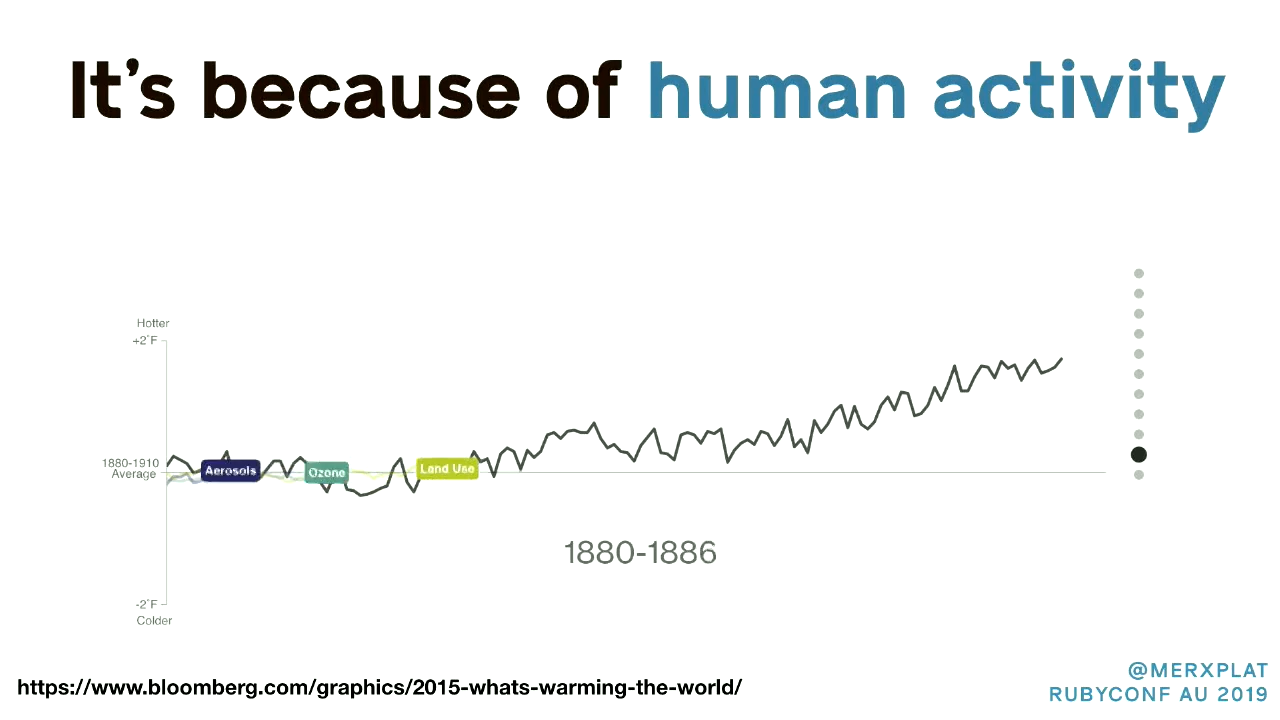 It's because of human activity
Hotter
+2°F
1880-1910
Average
Aerosols
Ozone
Land Use
1880-1886
-2°F
Colder
https://www.bloomberg.com/graphics/2015-whats-warming-the-world/
@MERXPLAT
RUBYCONF AU 2019